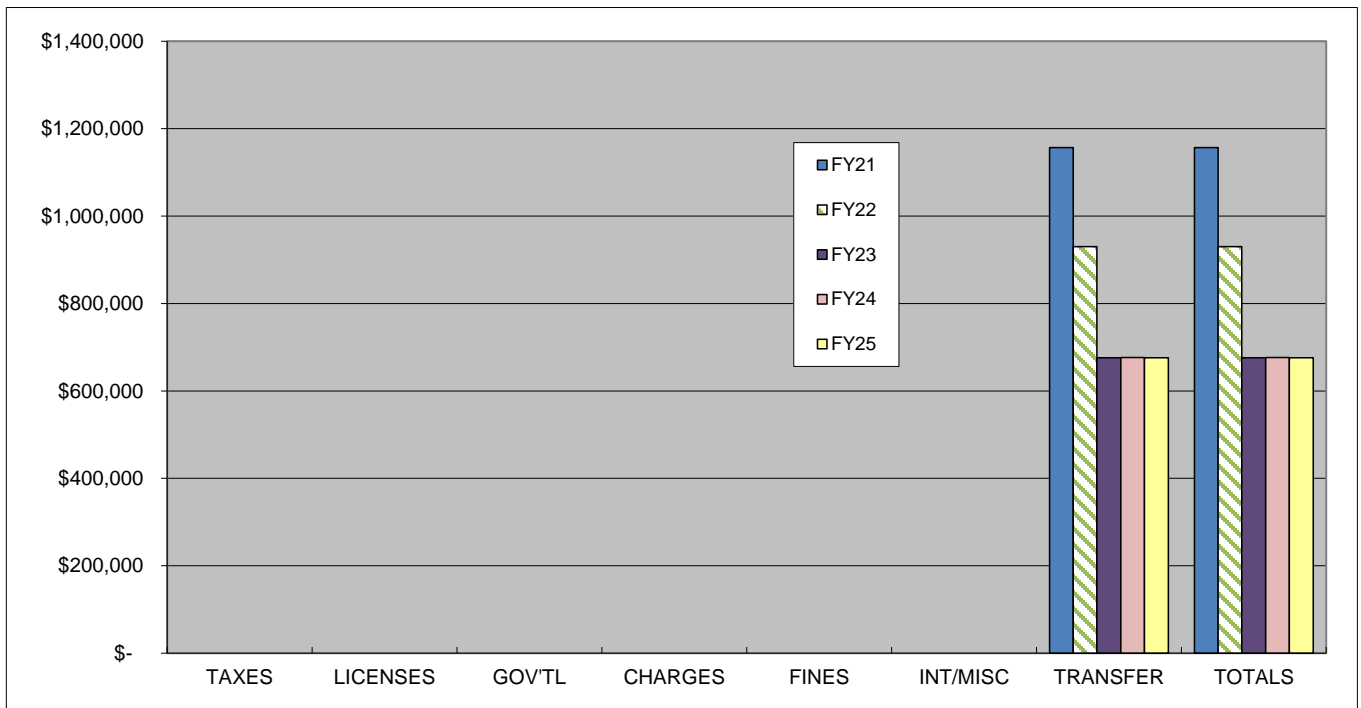 $1,400,000
$1,200,000
$1,000,000
$800,000
$600,000
$400,000
$200,000
$-
FY21
FY22
FY23
FY24
FY25
TAXES LICENSES GOV'TL CHARGES FINES INT/MISC TRANSFER TOTALS